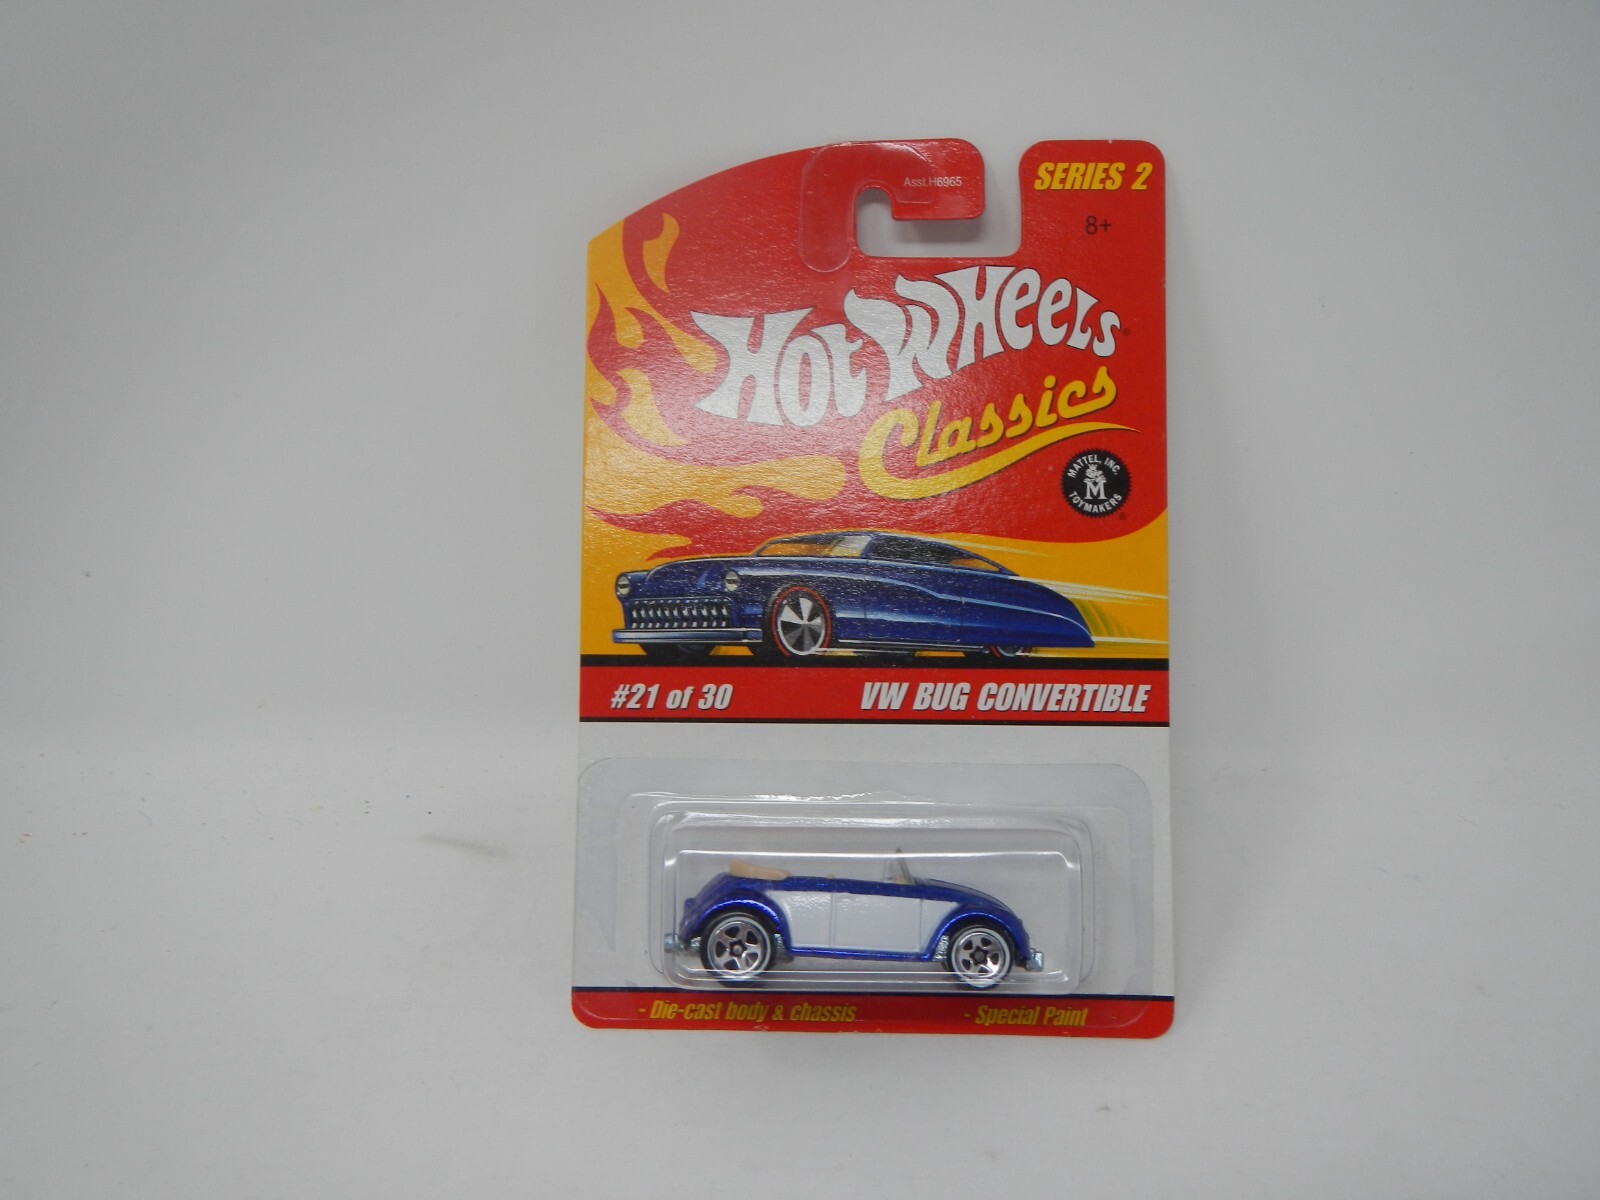 Asst.H6965
SERIES 2
8+
HOT WHEELS®
Classics
MATTEL, INC.
M
TOYMAKERS
®
#21 of 30
VW BUG CONVERTIBLE
- Die-cast body & chassis
- Special Paint